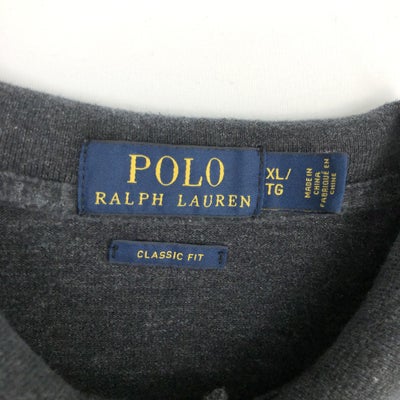 POLO
RALPH LAUREN
XL/
TG
MADE IN
CHINA
FABRIQUÉ EN
CHINE
CLASSIC FIT